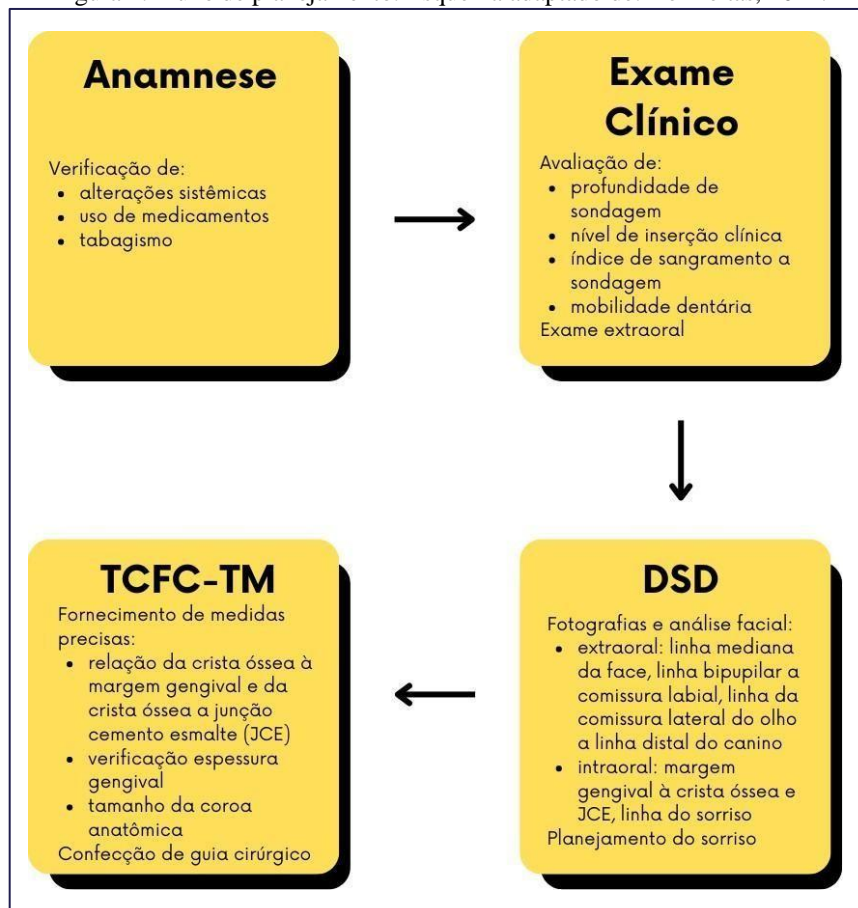 Anamnese
Verificação de:
• alterações sistêmicas
• uso de medicamentos
• tabagismo
Exame
Clínico
Avaliação de:
• profundidade de
sondagem
• nível de inserção clínica
• índice de sangramento a
sondagem
• mobilidade dentária
Exame extraoral
DSD
Fotografias e análise facial:
• extraoral: linha mediana
da face, linha bipupilar a
comissura labial, linha da
comissura lateral do olho
a linha distal do canino
• intraoral: margem
gengival à crista óssea e
JCE, linha do sorriso
Planejamento do sorriso
TCFC-TM
Fornecimento de medidas
precisas:
• relação da crista óssea à
margem gengival e da
crista óssea a junção
cemento esmalte (JCE)
• verificação espessura
gengival
• tamanho da coroa
anatômica
Confecção de guia cirúrgico